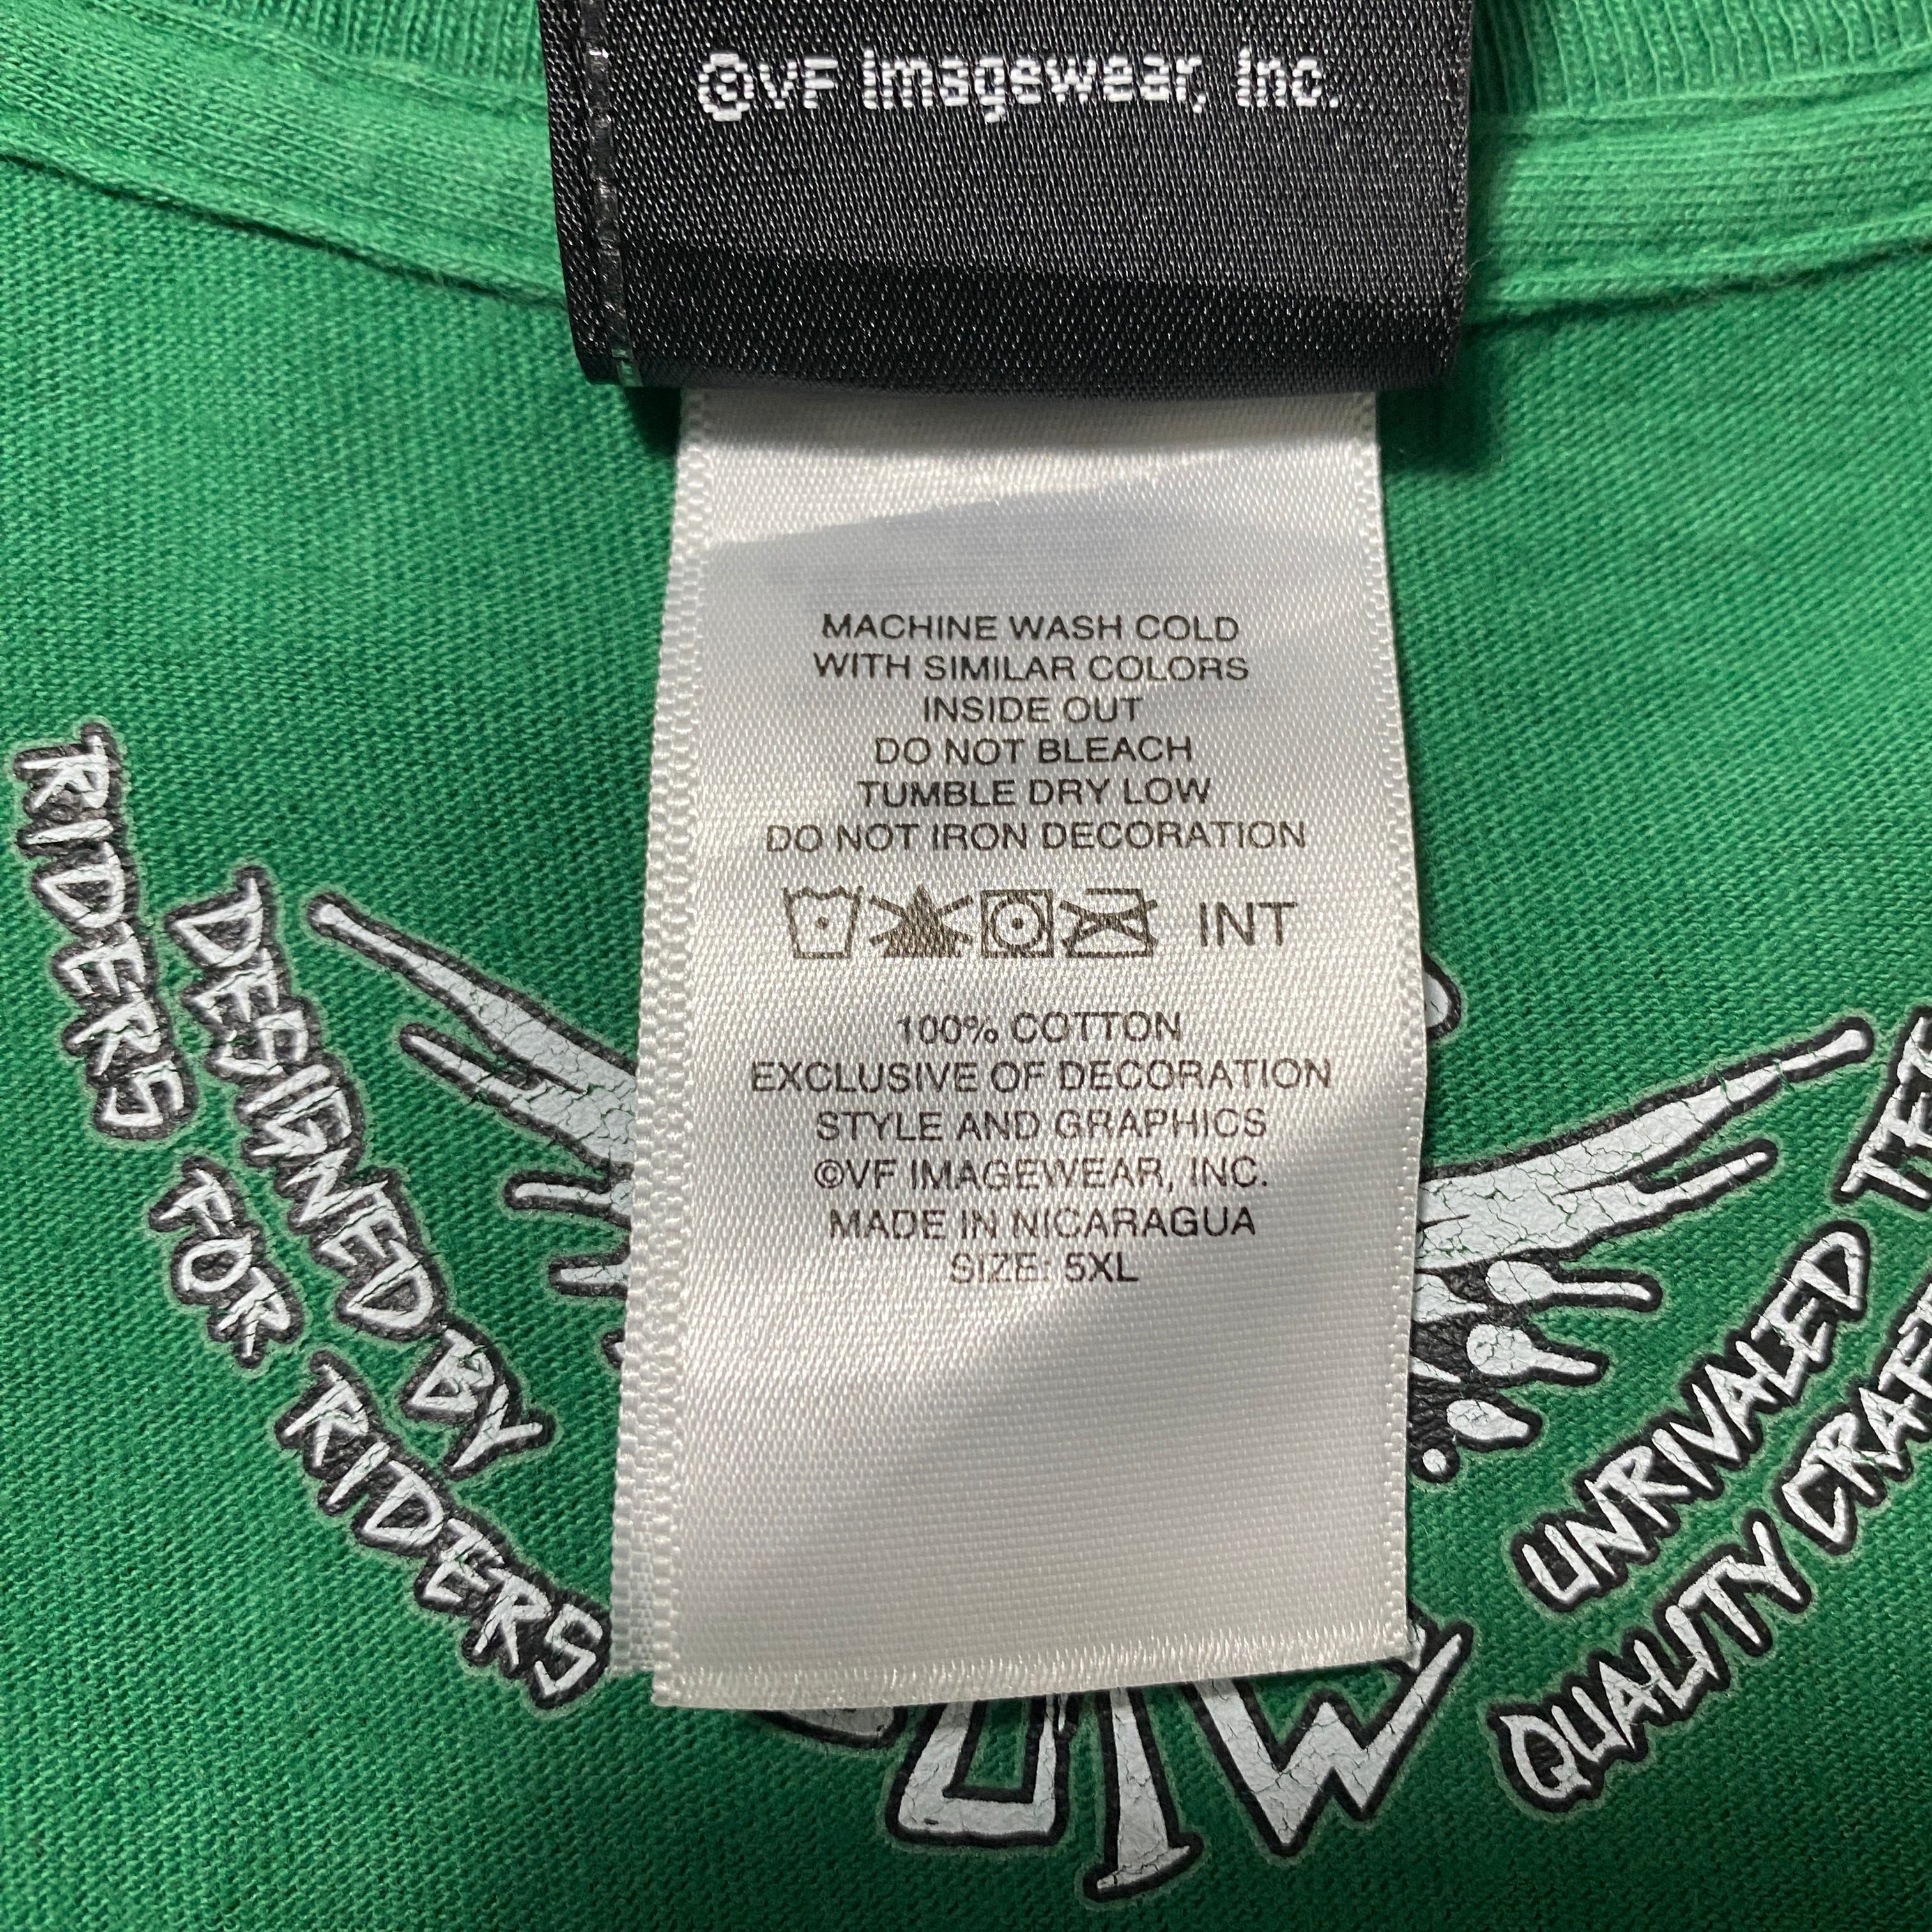 ©VF Imagewear, Inc.
MACHINE WASH COLD
WITH SIMILAR COLORS
INSIDE OUT
DO NOT BLEACH
TUMBLE DRY LOW
DO NOT IRON DECORATION
INT
100% COTTON
EXCLUSIVE OF DECORATION
STYLE AND GRAPHICS
©VF IMAGEWEAR, INC.
MADE IN NICARAGUA
SIZE: 5XL
DESIGNED BY
RIDERS FOR RIDERS
UNRIVALED
QUALITY